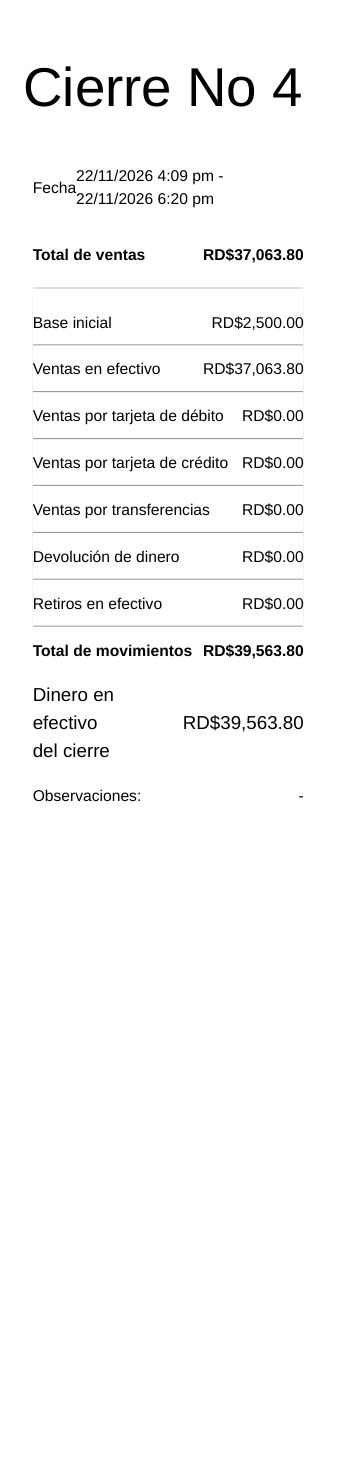 Cierre No 4
Fecha 22/11/2026 4:09 pm -
22/11/2026 6:20 pm
Total de ventas RD$37,063.80
Base inicial RD$2,500.00
Ventas en efectivo RD$37,063.80
Ventas por tarjeta de débito RD$0.00
Ventas por tarjeta de crédito RD$0.00
Ventas por transferencias RD$0.00
Devolución de dinero RD$0.00
Retiros en efectivo RD$0.00
Total de movimientos RD$39,563.80
Dinero en
efectivo RD$39,563.80
del cierre
Observaciones: -